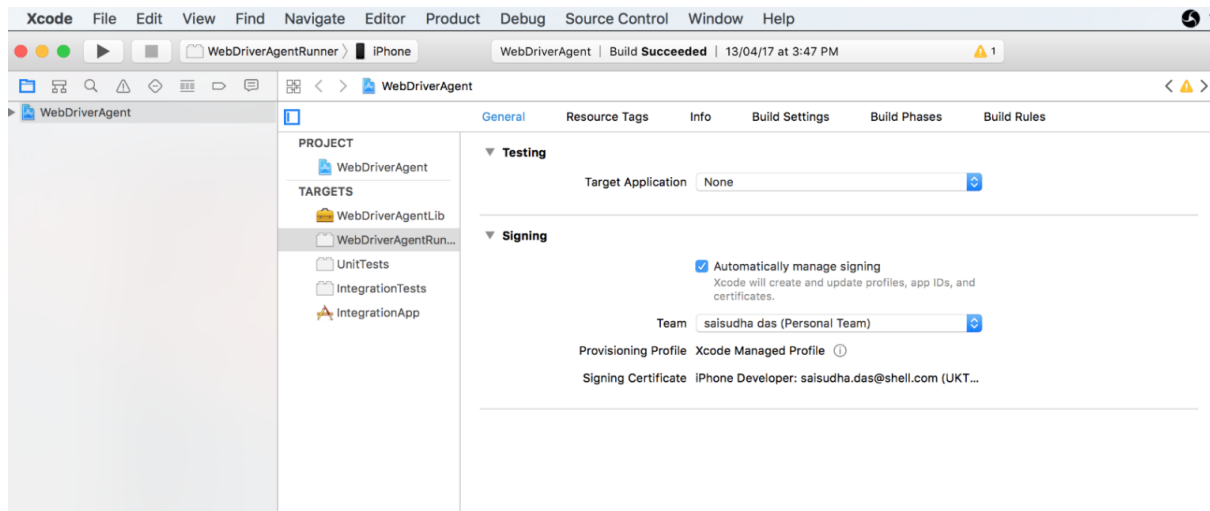 Xcode File Edit View Find Navigate Editor Product Debug Source Control Window Help
WebDriverAgentRunner iPhone WebDriverAgent | Build Succeeded | 13/04/17 at 3:47 PM 1
WebDriverAgent
WebDriverAgent
General Resource Tags Info Build Settings Build Phases Build Rules
PROJECT
WebDriverAgent
TARGETS
WebDriverAgentLib
WebDriverAgentRun...
UnitTests
IntegrationTests
IntegrationApp
Testing
Target Application None
Signing
Automatically manage signing
Xcode will create and update profiles, app IDs, and
certificates.
Team saisudha das (Personal Team)
Provisioning Profile Xcode Managed Profile
Signing Certificate iPhone Developer: saisudha.das@shell.com (UKT...